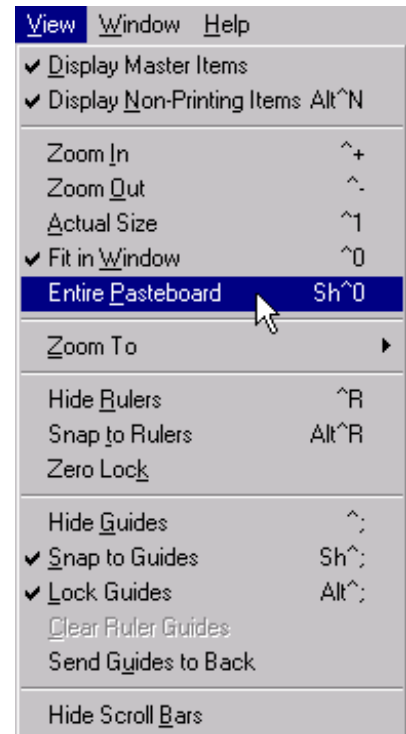 View Window Help
Display Master Items
Display Non-Printing Items Alt^N
Zoom In ^+
Zoom Out ^-
Actual Size ^1
Fit in Window ^0
Entire Pasteboard Sh^0
Zoom To
Hide Rulers ^R
Snap to Rulers Alt^R
Zero Lock
Hide Guides ^;
Snap to Guides Sh^;
Lock Guides Alt^;
Clear Ruler Guides
Send Guides to Back
Hide Scroll Bars